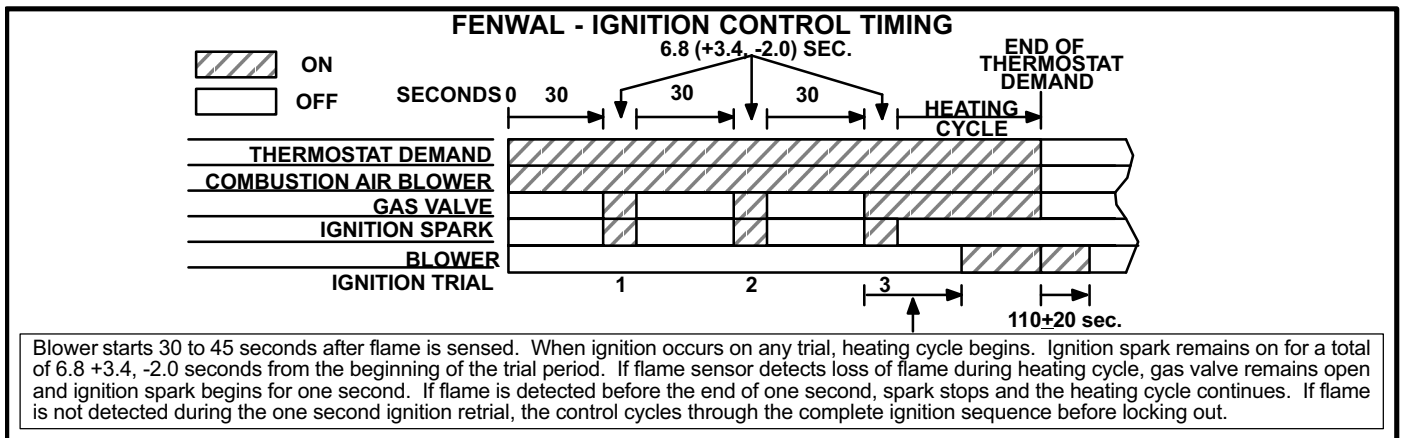 FENWAL - IGNITION CONTROL TIMING
6.8 (+3.4, -2.0) SEC.
END OF
THERMOSTAT
DEMAND
ON
OFF
SECONDS 0 30 30 30
HEATING
CYCLE
THERMOSTAT DEMAND
COMBUSTION AIR BLOWER
GAS VALVE
IGNITION SPARK
BLOWER
IGNITION TRIAL 1 2 3
110±20 sec.
Blower starts 30 to 45 seconds after flame is sensed. When ignition occurs on any trial, heating cycle begins. Ignition spark remains on for a total
of 6.8 +3.4, -2.0 seconds from the beginning of the trial period. If flame sensor detects loss of flame during heating cycle, gas valve remains open
and ignition spark begins for one second. If flame is detected before the end of one second, spark stops and the heating cycle continues. If flame
is not detected during the one second ignition retrial, the control cycles through the complete ignition sequence before locking out.